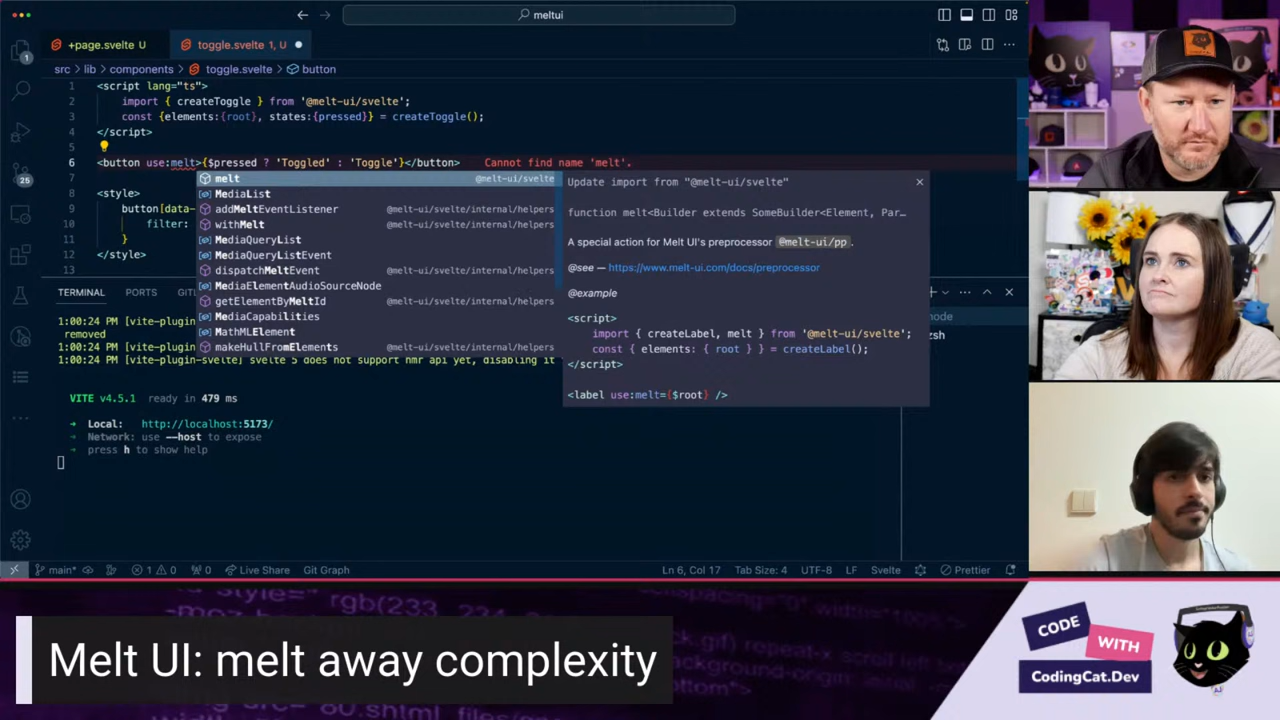 meltui
+page.svelte U
toggle.svelte 1, U
src > lib > components > toggle.svelte > button
1 <script lang="ts">
2 import { createToggle } from '@melt-ui/svelte';
3 const {elements:{root}, states:{pressed}} = createToggle();
4 </script>
5
6 <button use:melt>{$pressed ? 'Toggled' : 'Toggle'}</button> Cannot find name 'melt'.
7
8 <style>
9 button[data-
10 filter:
11 }
12 </style>
13
melt @melt-ui/svelte
MediaList
addMeltEventListener @melt-ui/svelte/internal/helpers
withMelt @melt-ui/svelte/internal/helpers
MediaQueryList
MediaQueryListEvent
dispatchMeltEvent @melt-ui/svelte/internal/helpers
MediaElementAudioSourceNode
getElementByMeltId @melt-ui/svelte/internal/helpers
MediaCapabilities
MathMLElement
makeHullFromElements @melt-ui/svelte/internal/helpers
Update import from "@melt-ui/svelte"
function melt<Builder extends SomeBuilder<Element, Par…
A special action for Melt UI's preprocessor @melt-ui/pp.
@see — https://www.melt-ui.com/docs/preprocessor
@example
<script>
import { createLabel, melt } from '@melt-ui/svelte';
const { elements: { root } } = createLabel();
</script>
<label use:melt={$root} />
1
25
TERMINAL PORTS
node
zsh
1:00:24 PM [vite-plugin
removed
1:00:24 PM [vite-plugin
1:00:24 PM [vite-plugin-svelte] svelte 5 does not support hmr api yet, disabling it
VITE v4.5.1 ready in 479 ms
➜ Local: http://localhost:5173/
➜ Network: use --host to expose
➜ press h to show help
main* 1 0 0 Live Share Git Graph
Ln 6, Col 17 Tab Size: 4 UTF-8 LF Svelte Prettier
Melt UI: melt away complexity
CODE
WITH
CodingCat.Dev